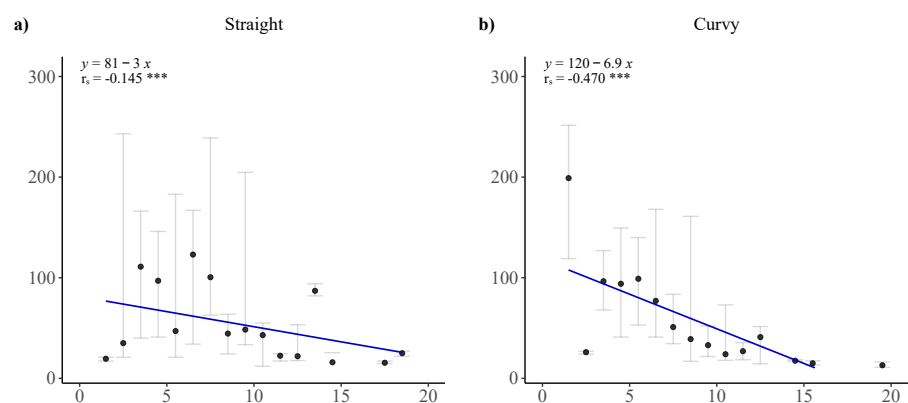 a) Straight
y = 81 − 3 x
rs = -0.145 ***
300
200
100
0
0 5 10 15 20
b) Curvy
y = 120 − 6.9 x
rs = -0.470 ***
300
200
100
0
0 5 10 15 20